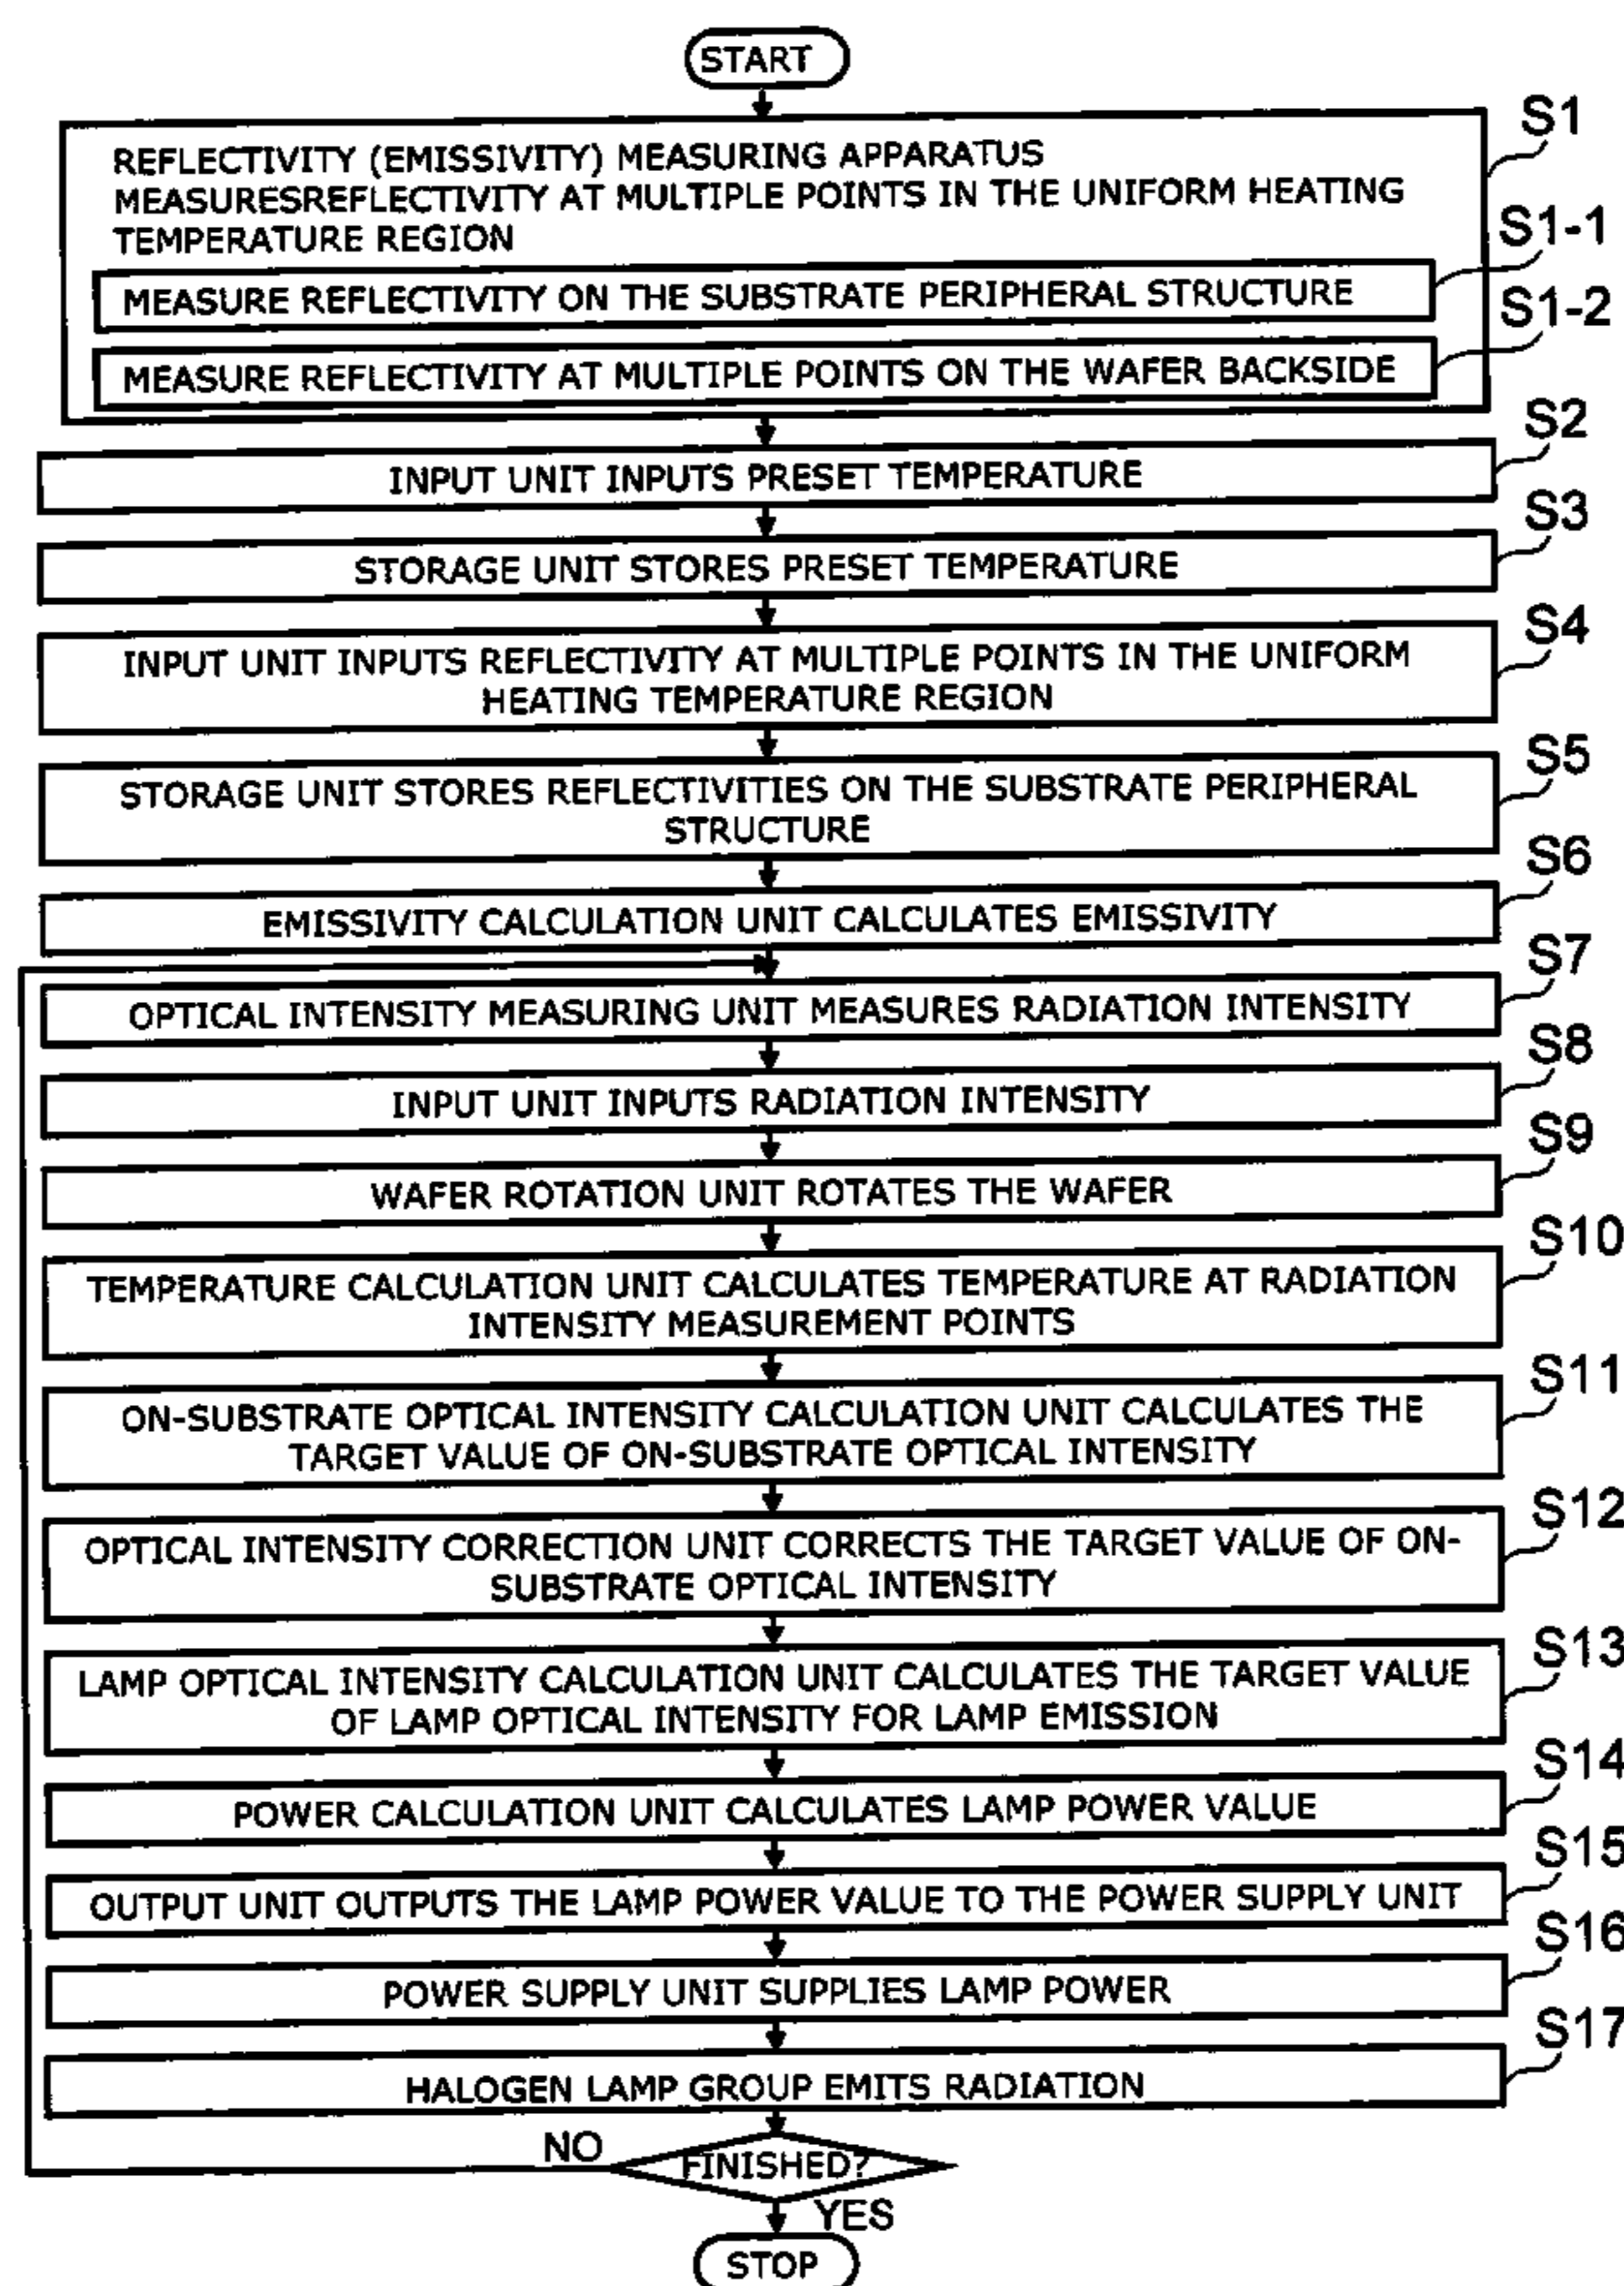 START
S1
REFLECTIVITY (EMISSIVITY) MEASURING APPARATUS
MEASURESREFLECTIVITY AT MULTIPLE POINTS IN THE UNIFORM HEATING
TEMPERATURE REGION
S1-1
MEASURE REFLECTIVITY ON THE SUBSTRATE PERIPHERAL STRUCTURE
S1-2
MEASURE REFLECTIVITY AT MULTIPLE POINTS ON THE WAFER BACKSIDE
S2
INPUT UNIT INPUTS PRESET TEMPERATURE
S3
STORAGE UNIT STORES PRESET TEMPERATURE
S4
INPUT UNIT INPUTS REFLECTIVITY AT MULTIPLE POINTS IN THE UNIFORM
HEATING TEMPERATURE REGION
S5
STORAGE UNIT STORES REFLECTIVITIES ON THE SUBSTRATE PERIPHERAL
STRUCTURE
S6
EMISSIVITY CALCULATION UNIT CALCULATES EMISSIVITY
S7
OPTICAL INTENSITY MEASURING UNIT MEASURES RADIATION INTENSITY
S8
INPUT UNIT INPUTS RADIATION INTENSITY
S9
WAFER ROTATION UNIT ROTATES THE WAFER
S10
TEMPERATURE CALCULATION UNIT CALCULATES TEMPERATURE AT RADIATION
INTENSITY MEASUREMENT POINTS
S11
ON-SUBSTRATE OPTICAL INTENSITY CALCULATION UNIT CALCULATES THE
TARGET VALUE OF ON-SUBSTRATE OPTICAL INTENSITY
S12
OPTICAL INTENSITY CORRECTION UNIT CORRECTS THE TARGET VALUE OF ON-
SUBSTRATE OPTICAL INTENSITY
S13
LAMP OPTICAL INTENSITY CALCULATION UNIT CALCULATES THE TARGET VALUE
OF LAMP OPTICAL INTENSITY FOR LAMP EMISSION
S14
POWER CALCULATION UNIT CALCULATES LAMP POWER VALUE
S15
OUTPUT UNIT OUTPUTS THE LAMP POWER VALUE TO THE POWER SUPPLY UNIT
S16
POWER SUPPLY UNIT SUPPLIES LAMP POWER
S17
HALOGEN LAMP GROUP EMITS RADIATION
NO
FINISHED?
YES
STOP